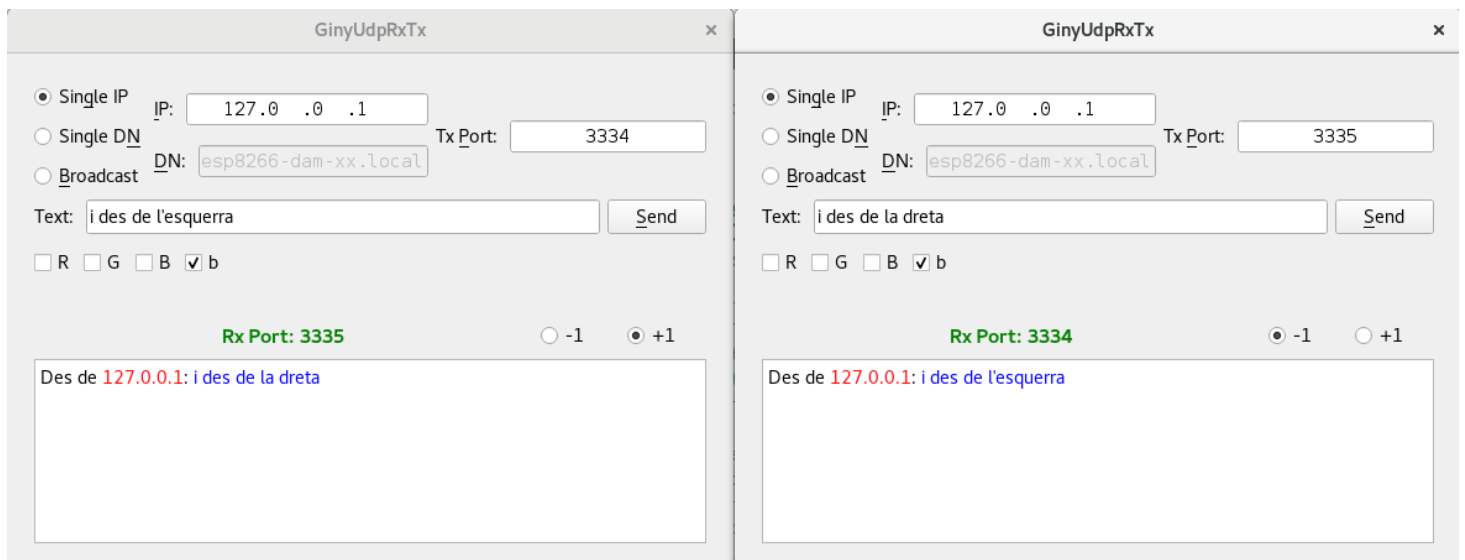 GinyUdpRxTx ×
Single IP
IP: 127.0 .0 .1
Single DN
Tx Port: 3334
DN: esp8266-dam-xx.local
Broadcast
Text: i des de l'esquerra Send
R G B b
Rx Port: 3335 -1 +1
Des de 127.0.0.1: i des de la dreta
GinyUdpRxTx ×
Single IP
IP: 127.0 .0 .1
Single DN
Tx Port: 3335
DN: esp8266-dam-xx.local
Broadcast
Text: i des de la dreta Send
R G B b
Rx Port: 3334 -1 +1
Des de 127.0.0.1: i des de l'esquerra